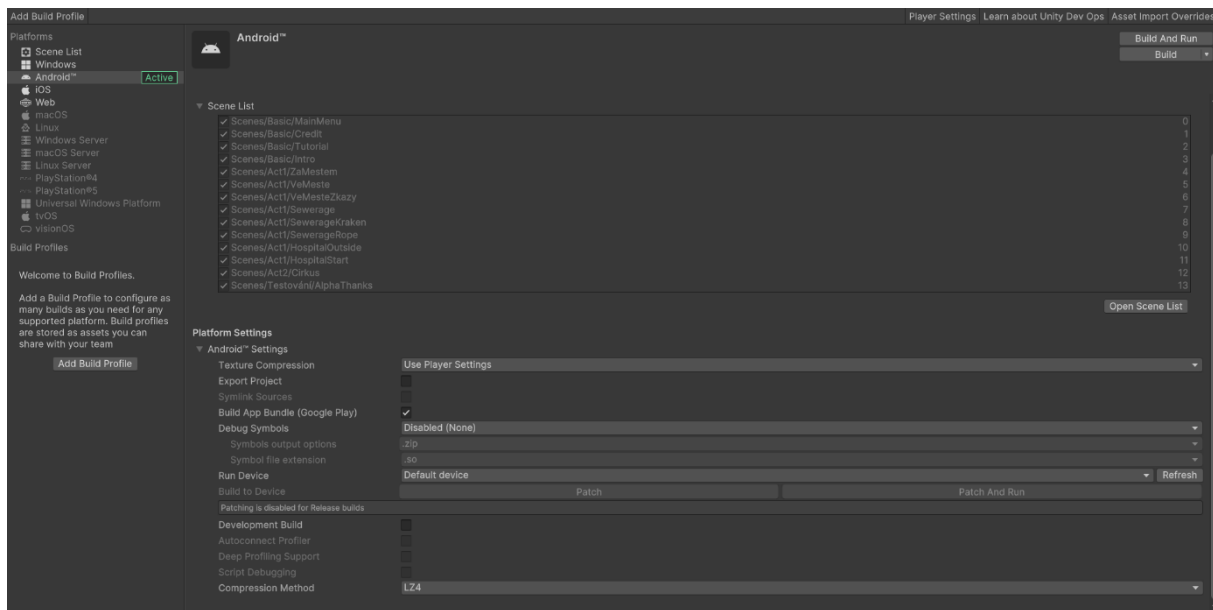 Add Build Profile
Player Settings Learn about Unity Dev Ops Asset Import Overrides
Platforms
Scene List
Windows
Android™ Active
iOS
Web
macOS
Linux
Windows Server
macOS Server
Linux Server
PlayStation®4
PlayStation®5
Universal Windows Platform
tvOS
visionOS
Build Profiles
Welcome to Build Profiles.
Add a Build Profile to configure as
many builds as you need for any
supported platform. Build profiles
are stored as assets you can
share with your team
Add Build Profile
Android™
Build And Run
Build
Scene List
Scenes/Basic/MainMenu 0
Scenes/Basic/Credit 1
Scenes/Basic/Tutorial 2
Scenes/Basic/Intro 3
Scenes/Act1/ZaMestem 4
Scenes/Act1/VeMeste 5
Scenes/Act1/VeMesteZkazy 6
Scenes/Act1/Sewerage 7
Scenes/Act1/SewerageKraken 8
Scenes/Act1/SewerageRope 9
Scenes/Act1/HospitalOutside 10
Scenes/Act1/HospitalStart 11
Scenes/Act2/Cirkus 12
Scenes/Testování/AlphaThanks 13
Open Scene List
Platform Settings
Android™ Settings
Texture Compression Use Player Settings
Export Project
Symlink Sources
Build App Bundle (Google Play)
Debug Symbols Disabled (None)
Symbols output options .zip
Symbol file extension .so
Run Device Default device Refresh
Build to Device Patch Patch And Run
Patching is disabled for Release builds
Development Build
Autoconnect Profiler
Deep Profiling Support
Script Debugging
Compression Method LZ4